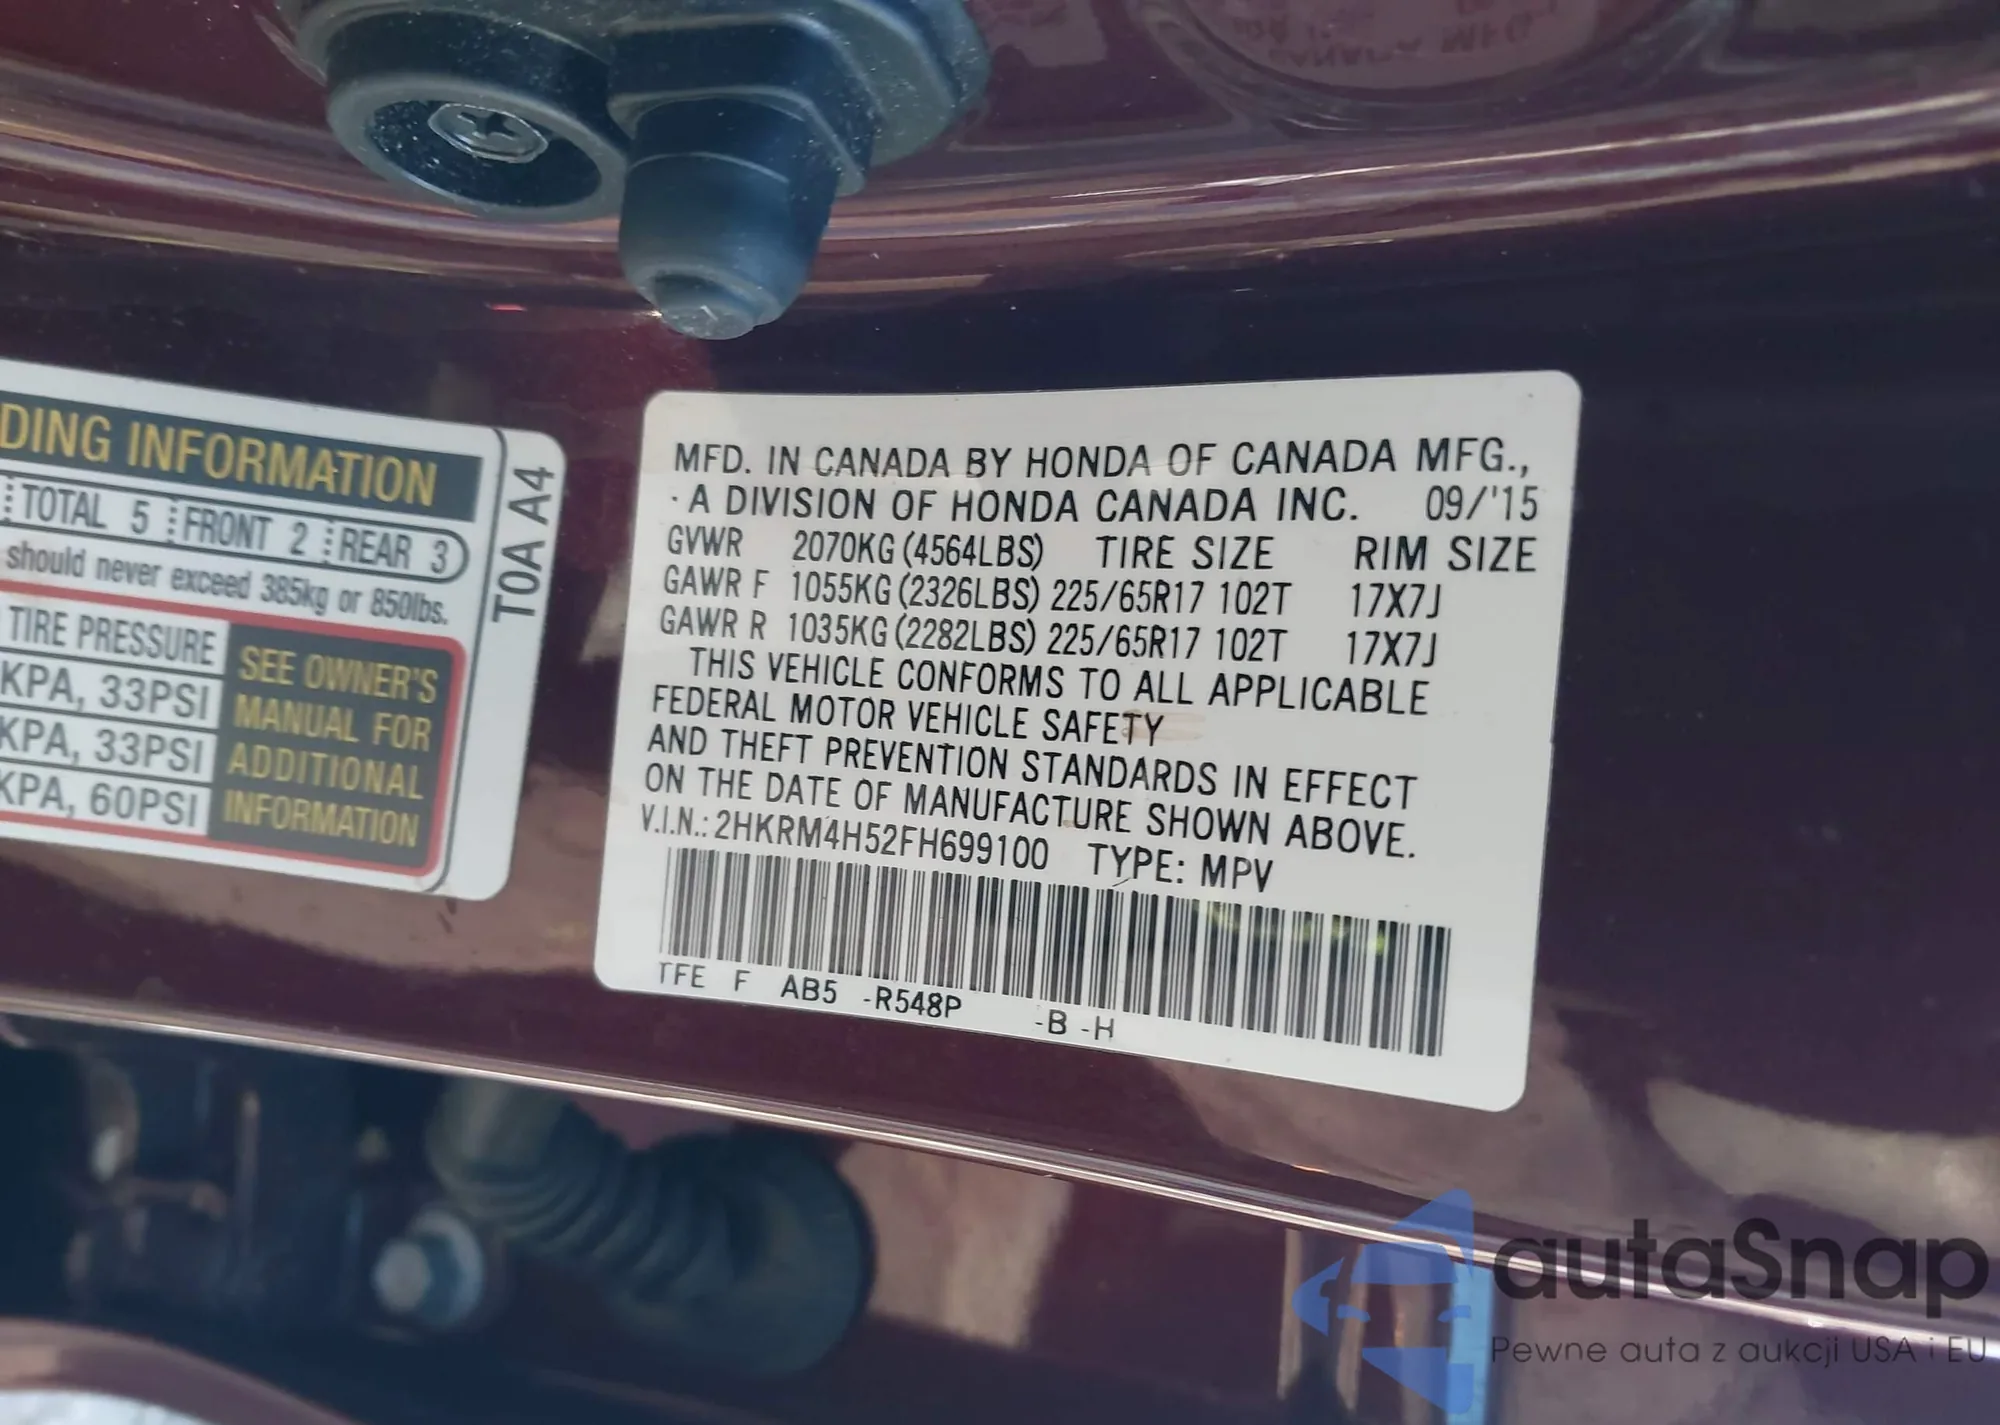 DING INFORMATION
TOTAL 5 FRONT 2 REAR 3
should never exceed 385kg or 850lbs.
TIRE PRESSURE
KPA, 33PSI
KPA, 33PSI
KPA, 60PSI
SEE OWNER'S
MANUAL FOR
ADDITIONAL
INFORMATION
T0A A4
MFD. IN CANADA BY HONDA OF CANADA MFG.,
A DIVISION OF HONDA CANADA INC. 09/'15
GVWR 2070KG (4564LBS) TIRE SIZE RIM SIZE
GAWR F 1055KG (2326LBS) 225/65R17 102T 17X7J
GAWR R 1035KG (2282LBS) 225/65R17 102T 17X7J
THIS VEHICLE CONFORMS TO ALL APPLICABLE
FEDERAL MOTOR VEHICLE SAFETY
AND THEFT PREVENTION STANDARDS IN EFFECT
ON THE DATE OF MANUFACTURE SHOWN ABOVE.
V.I.N.: 2HKRM4H52FH699100 TYPE: MPV
TFE F AB5 -R548P -B -H
autaSnap
Pewne auta z aukcji USA i EU